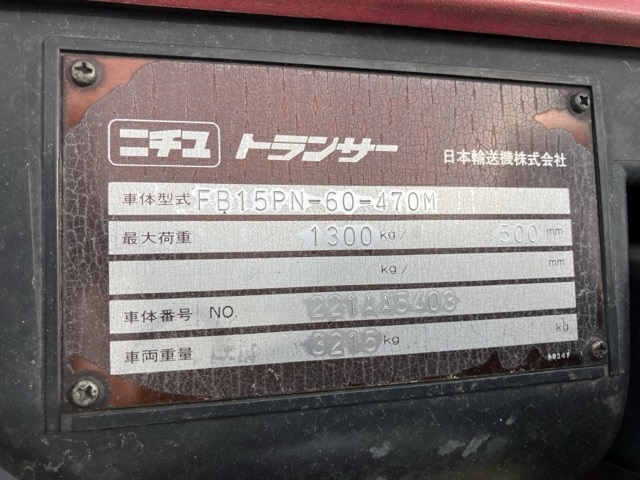 ニチユ トランサー 日本輸送機株式会社
車体型式 FB15PN-60-470M
最大荷重 1300 kg/ 500 mm
kg/ mm
車体番号 NO. 221AA5403
車両重量 3215 kg kg